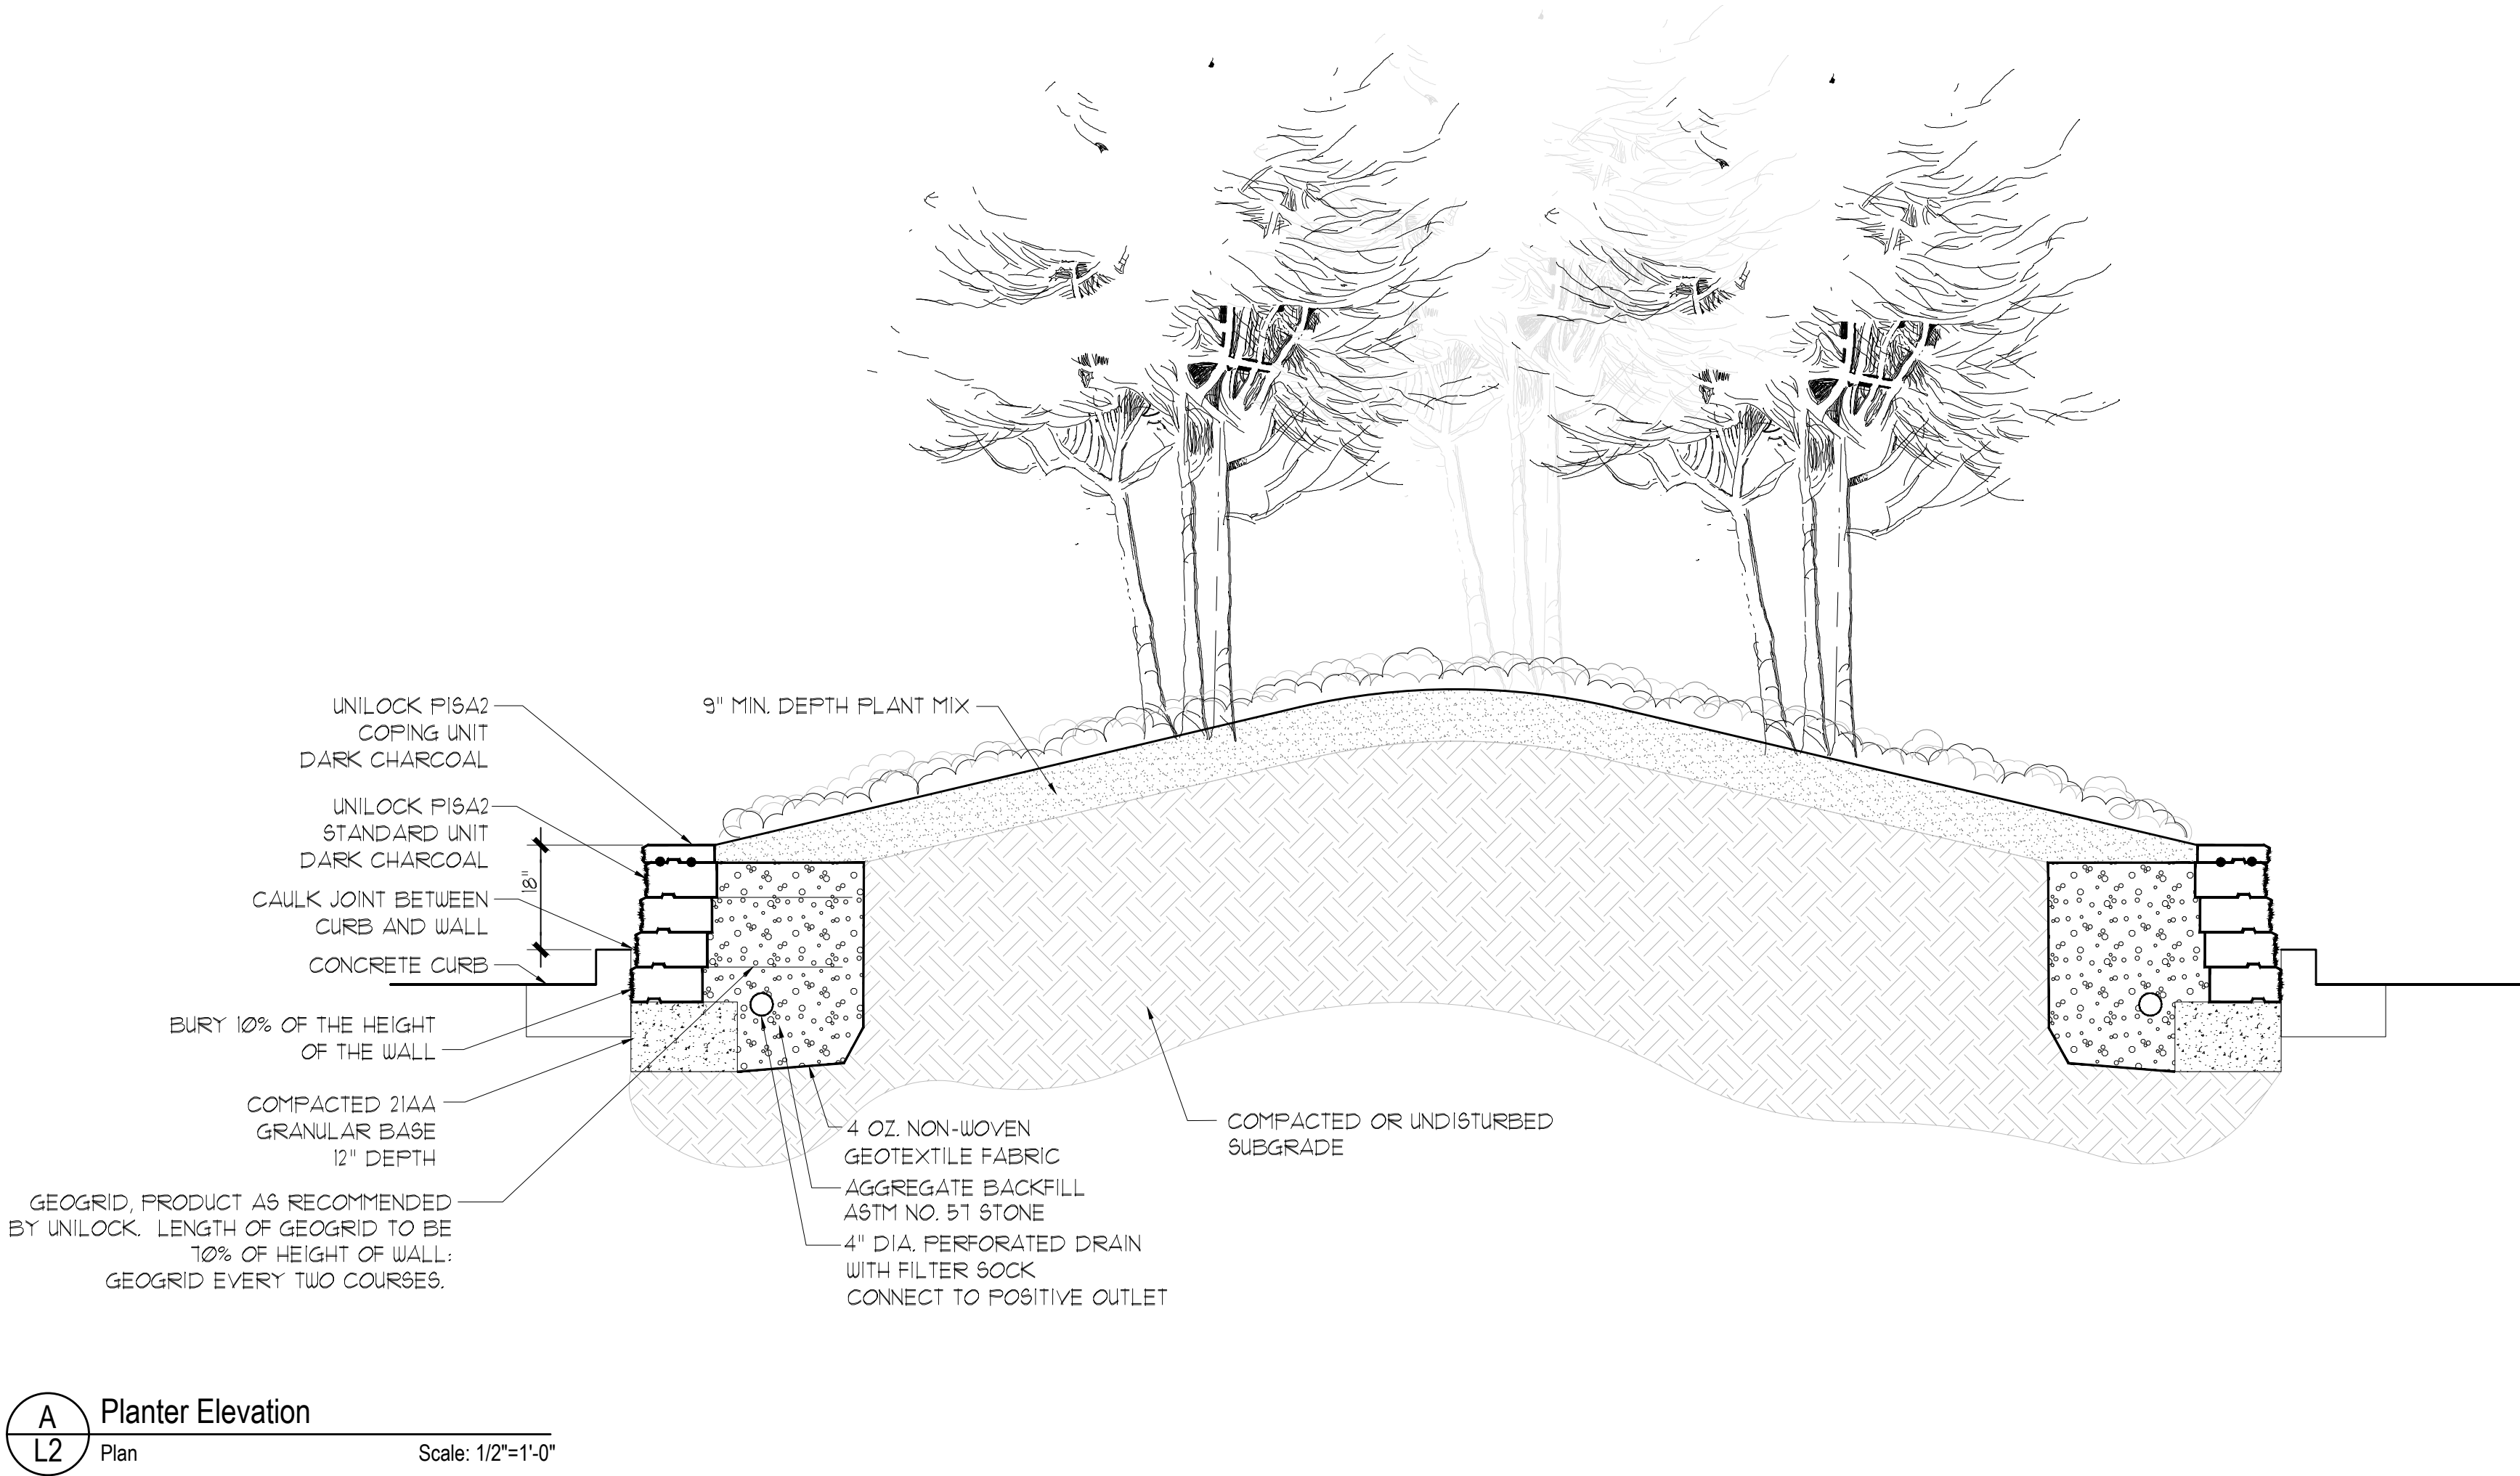 UNILOCK PISA2
COPING UNIT
DARK CHARCOAL
UNILOCK PISA2
STANDARD UNIT
DARK CHARCOAL
18"
CAULK JOINT BETWEEN
CURB AND WALL
CONCRETE CURB
BURY 10% OF THE HEIGHT
OF THE WALL
COMPACTED 21AA
GRANULAR BASE
12" DEPTH
GEOGRID, PRODUCT AS RECOMMENDED
BY UNILOCK. LENGTH OF GEOGRID TO BE
70% OF HEIGHT OF WALL:
GEOGRID EVERY TWO COURSES.
9" MIN. DEPTH PLANT MIX
4 OZ. NON-WOVEN
GEOTEXTILE FABRIC
AGGREGATE BACKFILL
ASTM NO. 57 STONE
4" DIA. PERFORATED DRAIN
WITH FILTER SOCK
CONNECT TO POSITIVE OUTLET
COMPACTED OR UNDISTURBED
SUBGRADE
A
L2
Planter Elevation
Plan
Scale: 1/2"=1'-0"